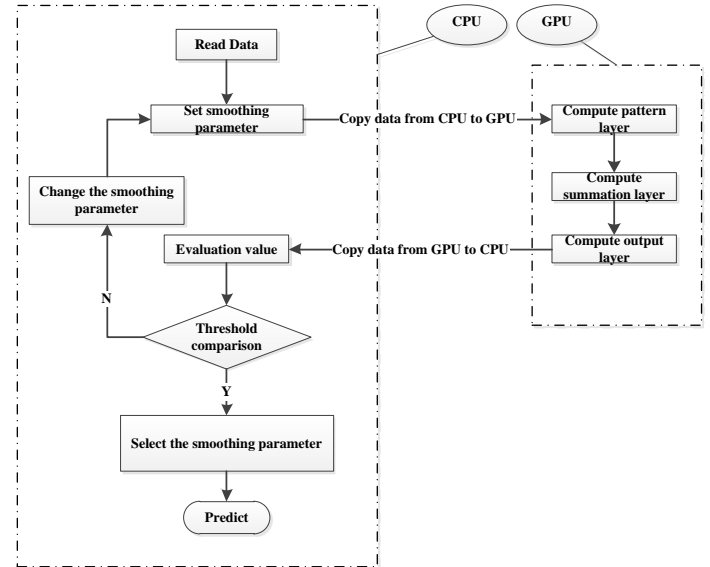 CPU
GPU
Read Data
Set smoothing
parameter
Copy data from CPU to GPU
Compute pattern
layer
Change the smoothing
parameter
Compute
summation layer
Evaluation value
Copy data from GPU to CPU
Compute output
layer
N
Threshold
comparison
Y
Select the smoothing parameter
Predict